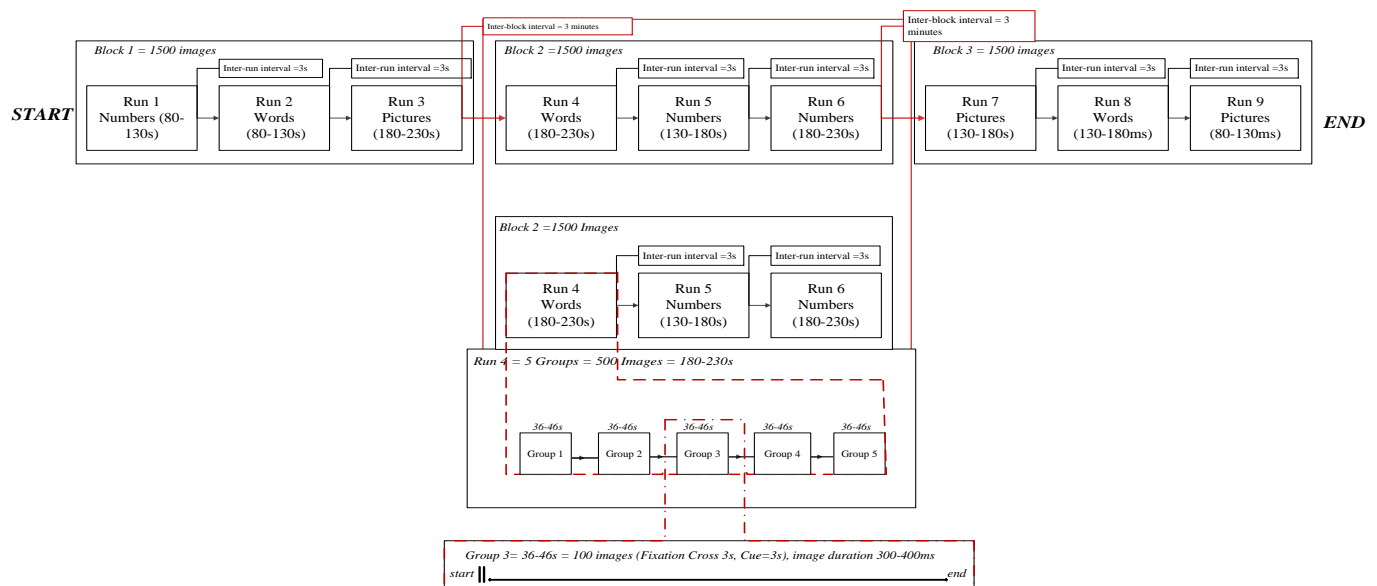 Inter-block interval = 3 minutes
Inter-block interval = 3
minutes
Block 1 = 1500 images
Block 2 =1500 images
Block 3 = 1500 images
Inter-run interval =3s
Inter-run interval =3s
Inter-run interval =3s
Inter-run interval =3s
Inter-run interval =3s
Inter-run interval =3s
START
Run 1
Numbers (80-
130s)
Run 2
Words
(80-130s)
Run 3
Pictures
(180-230s)
Run 4
Words
(180-230s)
Run 5
Numbers
(130-180s)
Run 6
Numbers
(180-230s)
Run 7
Pictures
(130-180s)
Run 8
Words
(130-180ms)
Run 9
Pictures
(80-130ms)
END
Block 2 =1500 Images
Inter-run interval =3s
Inter-run interval =3s
Run 4
Words
(180-230s)
Run 5
Numbers
(130-180s)
Run 6
Numbers
(180-230s)
Run 4 = 5 Groups = 500 Images = 180-230s
36-46s
36-46s
36-46s
36-46s
36-46s
Group 1
Group 2
Group 3
Group 4
Group 5
Group 3= 36-46s = 100 images (Fixation Cross 3s, Cue=3s), image duration 300-400ms
start
end